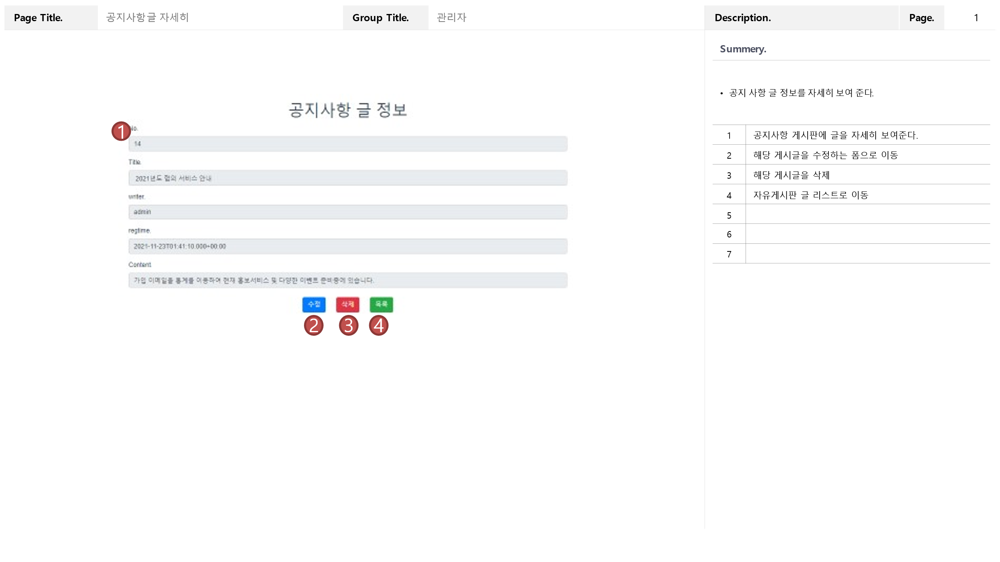 Page Title.
공지사항글 자세히
Group Title.
관리자
Description.
Page.
1
Summery.
• 공지 사항 글 정보를 자세히 보여 준다.
1 공지사항 게시판에 글을 자세히 보여준다.
2 해당 게시글을 수정하는 폼으로 이동
3 해당 게시글을 삭제
4 자유게시판 글 리스트로 이동
5
6
7
공지사항 글 정보
1
No.
14
Title.
2021년도 협의 서비스 안내
writer.
admin
regtime.
2021-11-23T01:41:10.000+00:00
Content
가입 이메일을 통계를 이용하여 현재 홍보서비스 및 다양한 이벤트 준비중에 있습니다.
수정 삭제 목록
2 3 4